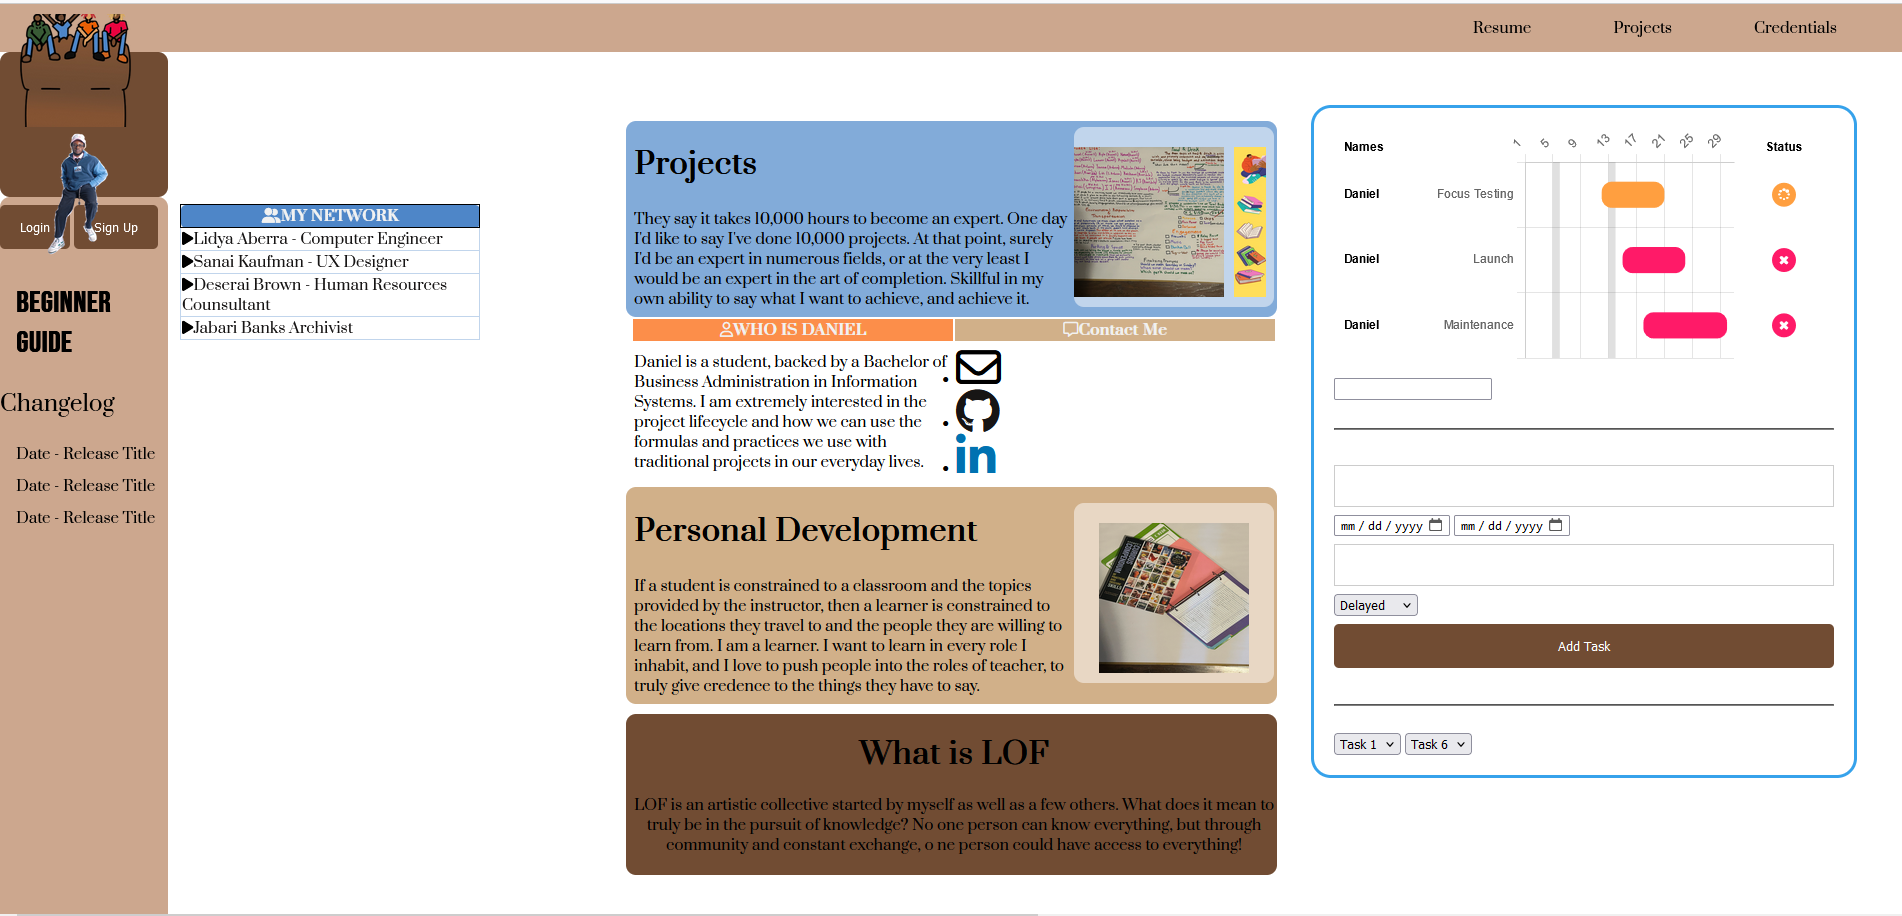 Resume
Projects
Credentials
Login
Sign Up
BEGINNER
GUIDE
Changelog
Date - Release Title
Date - Release Title
Date - Release Title
MY NETWORK
Lidya Aberra - Computer Engineer
Sanai Kaufman - UX Designer
Deserai Brown - Human Resources
Counsultant
Jabari Banks Archivist
Projects
They say it takes 10,000 hours to become an expert. One day
I'd like to say I've done 10,000 projects. At that point, surely
I'd be an expert in numerous fields, or at the very least I
would be an expert in the art of completion. Skillful in my
own ability to say what I want to achieve, and achieve it.
WHO IS DANIEL
Contact Me
Daniel is a student, backed by a Bachelor of
Business Administration in Information
Systems. I am extremely interested in the
project lifecycle and how we can use the
formulas and practices we use with
traditional projects in our everyday lives.
in
Personal Development
If a student is constrained to a classroom and the topics
provided by the instructor, then a learner is constrained to
the locations they travel to and the people they are willing to
learn from. I am a learner. I want to learn in every role I
inhabit, and I love to push people into the roles of teacher, to
truly give credence to the things they have to say.
What is LOF
LOF is an artistic collective started by myself as well as a few others. What does it mean to
truly be in the pursuit of knowledge? No one person can know everything, but through
community and constant exchange, o ne person could have access to everything!
Names
1 5 9 13 17 21 25 29
Status
Daniel Focus Testing
Daniel Launch
Daniel Maintenance
mm / dd / yyyy
mm / dd / yyyy
Delayed
Add Task
Task 1
Task 6